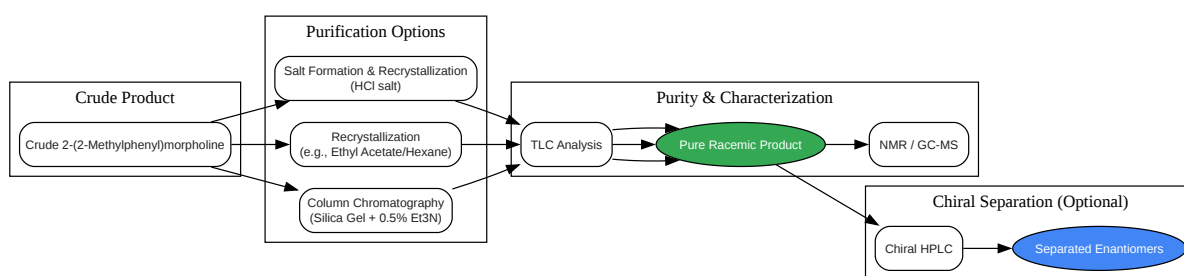 Crude Product
Crude 2-(2-Methylphenyl)morpholine
Purification Options
Salt Formation & Recrystallization
(HCl salt)
Recrystallization
(e.g., Ethyl Acetate/Hexane)
Column Chromatography
(Silica Gel + 0.5% Et3N)
Purity & Characterization
TLC Analysis
Pure Racemic Product
NMR / GC-MS
Chiral Separation (Optional)
Chiral HPLC
Separated Enantiomers